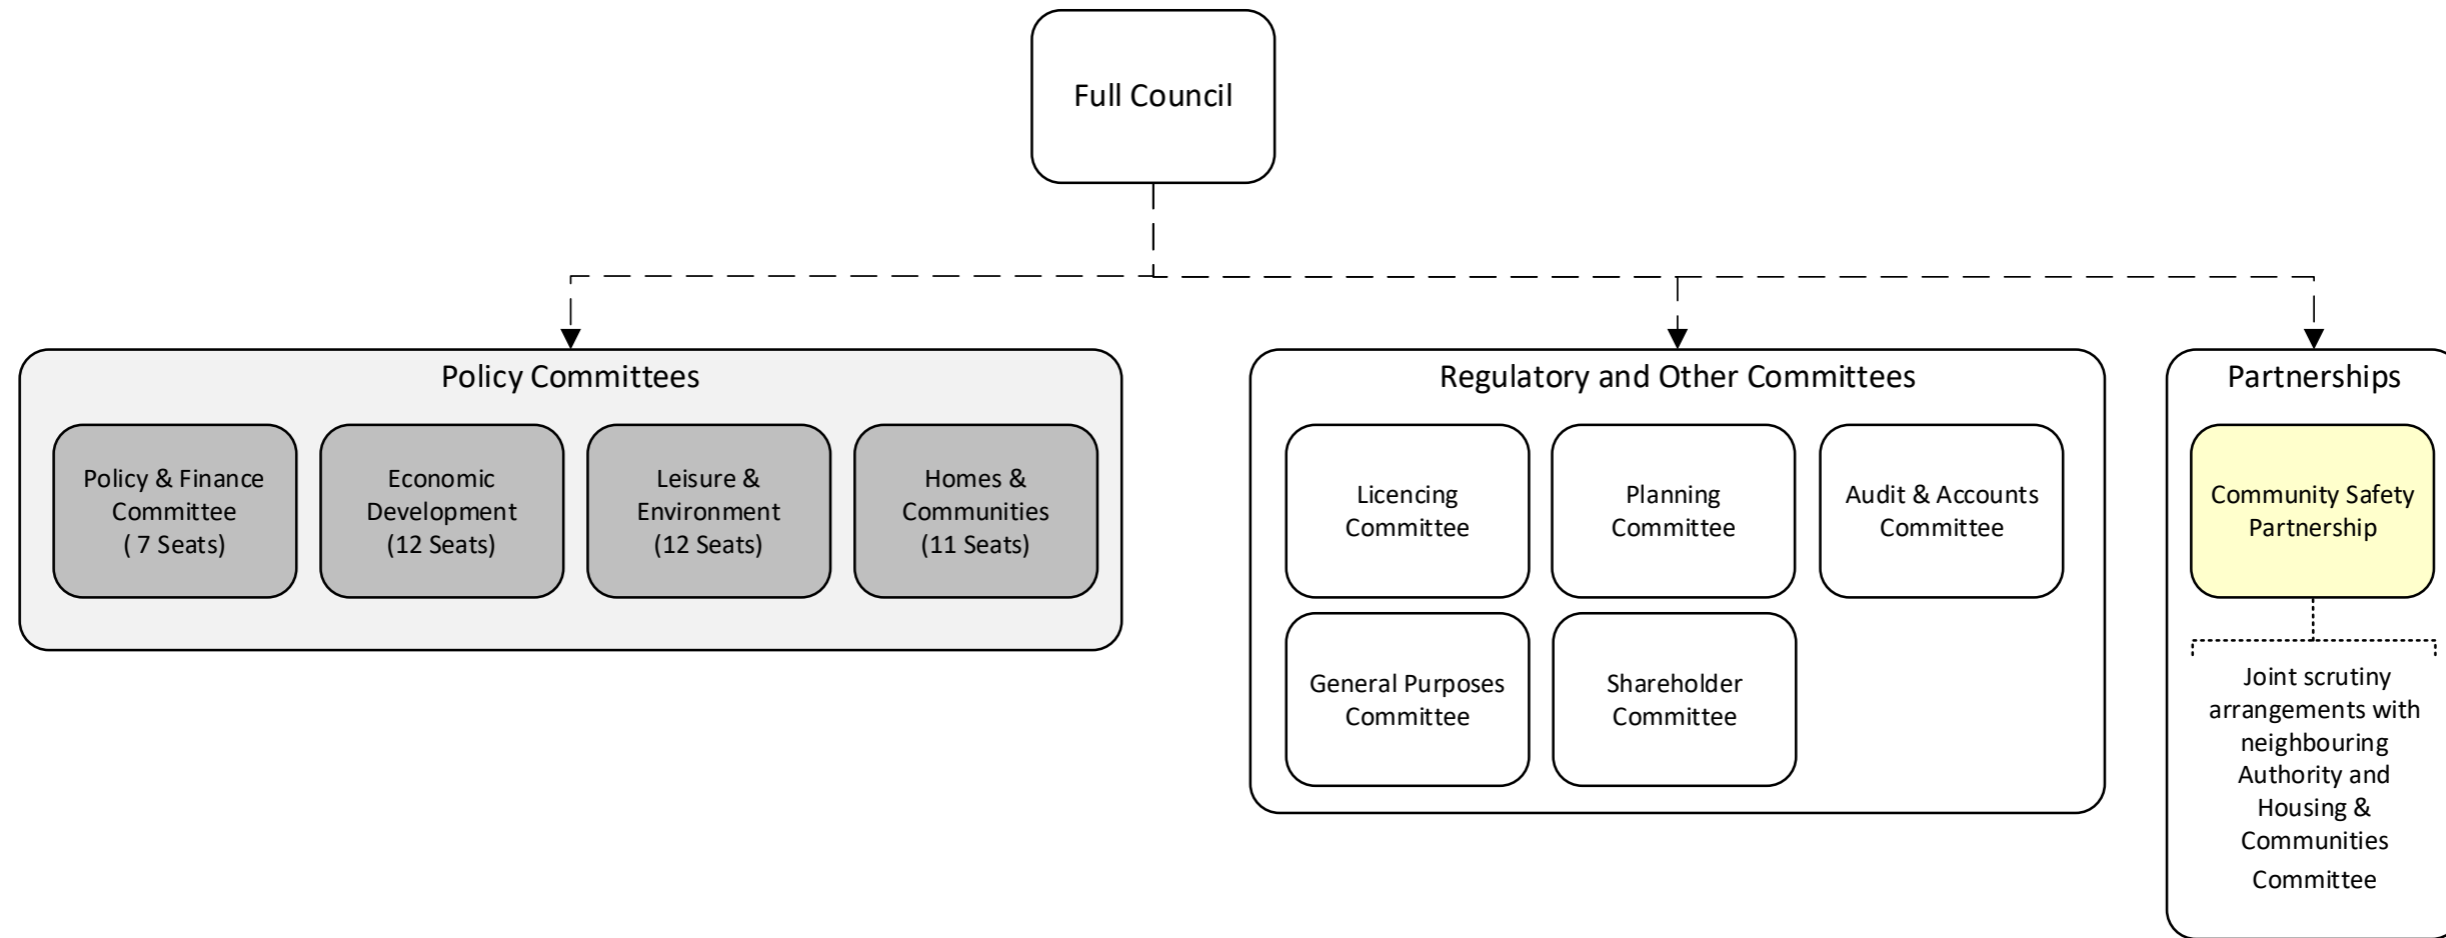 Full Council
Policy Committees
Policy & Finance
Committee
( 7 Seats)
Economic
Development
(12 Seats)
Leisure &
Environment
(12 Seats)
Homes &
Communities
(11 Seats)
Regulatory and Other Committees
Licencing
Committee
Planning
Committee
Audit & Accounts
Committee
General Purposes
Committee
Shareholder
Committee
Partnerships
Community Safety
Partnership
Joint scrutiny
arrangements with
neighbouring
Authority and
Housing &
Communities
Committee